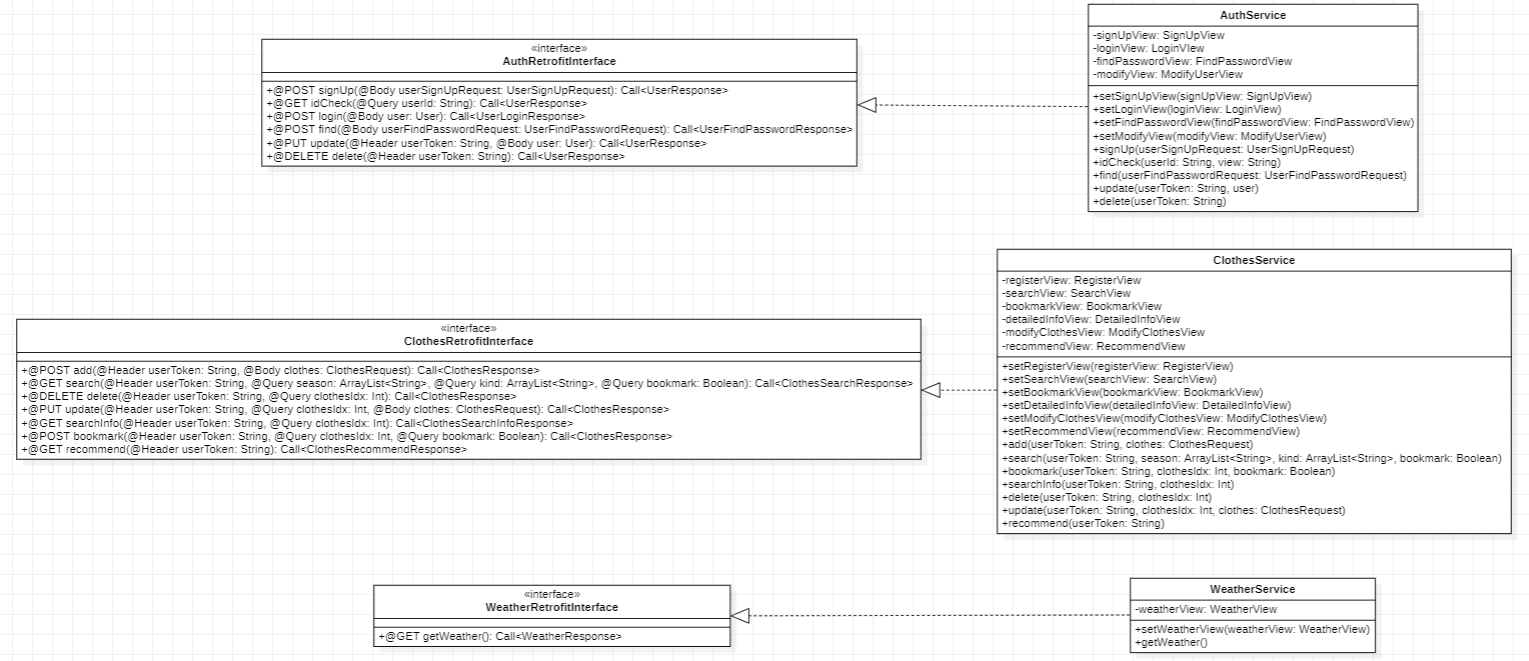 «interface»
AuthRetrofitInterface
+@POST signUp(@Body userSignUpRequest: UserSignUpRequest): Call<UserResponse>
+@GET idCheck(@Query userId: String): Call<UserResponse>
+@POST login(@Body user: User): Call<UserLoginResponse>
+@POST find(@Body userFindPasswordRequest: UserFindPasswordRequest): Call<UserFindPasswordResponse>
+@PUT update(@Header userToken: String, @Body user: User): Call<UserResponse>
+@DELETE delete(@Header userToken: String): Call<UserResponse>
AuthService
-signUpView: SignUpView
-loginView: LoginVIew
-findPasswordView: FindPasswordView
-modifyView: ModifyUserView
+setSignUpView(signUpView: SignUpView)
+setLoginView(loginView: LoginView)
+setFindPasswordView(findPasswordView: FindPasswordView)
+setModifyView(modifyView: ModifyUserView)
+signUp(userSignUpRequest: UserSignUpRequest)
+idCheck(userId: String, view: String)
+find(userFindPasswordRequest: UserFindPasswordRequest)
+update(userToken: String, user)
+delete(userToken: String)
«interface»
ClothesRetrofitInterface
+@POST add(@Header userToken: String, @Body clothes: ClothesRequest): Call<ClothesResponse>
+@GET search(@Header userToken: String, @Query season: ArrayList<String>, @Query kind: ArrayList<String>, @Query bookmark: Boolean): Call<ClothesSearchResponse>
+@DELETE delete(@Header userToken: String, @Query clothesIdx: Int): Call<ClothesResponse>
+@PUT update(@Header userToken: String, @Query clothesIdx: Int, @Body clothes: ClothesRequest): Call<ClothesResponse>
+@GET searchInfo(@Header userToken: String, @Query clothesIdx: Int): Call<ClothesSearchInfoResponse>
+@POST bookmark(@Header userToken: String, @Query clothesIdx: Int, @Query bookmark: Boolean): Call<ClothesResponse>
+@GET recommend(@Header userToken: String): Call<ClothesRecommendResponse>
ClothesService
-registerView: RegisterView
-searchView: SearchView
-bookmarkView: BookmarkView
-detailedInfoView: DetailedInfoView
-modifyClothesView: ModifyClothesView
-recommendView: RecommendView
+setRegisterView(registerView: RegisterView)
+setSearchView(searchView: SearchView)
+setBookmarkView(bookmarkView: BookmarkView)
+setDetailedInfoView(detailedInfoView: DetailedInfoView)
+setModifyClothesView(modifyClothesView: ModifyClothesView)
+setRecommendView(recommendView: RecommendView)
+add(userToken: String, clothes: ClothesRequest)
+search(userToken: String, season: ArrayList<String>, kind: ArrayList<String>, bookmark: Boolean)
+bookmark(userToken: String, clothesIdx: Int, bookmark: Boolean)
+searchInfo(userToken: String, clothesIdx: Int)
+delete(userToken: String, clothesIdx: Int)
+update(userToken: String, clothesIdx: Int, clothes: ClothesRequest)
+recommend(userToken: String)
«interface»
WeatherRetrofitInterface
+@GET getWeather(): Call<WeatherResponse>
WeatherService
-weatherView: WeatherView
+setWeatherView(weatherView: WeatherView)
+getWeather()